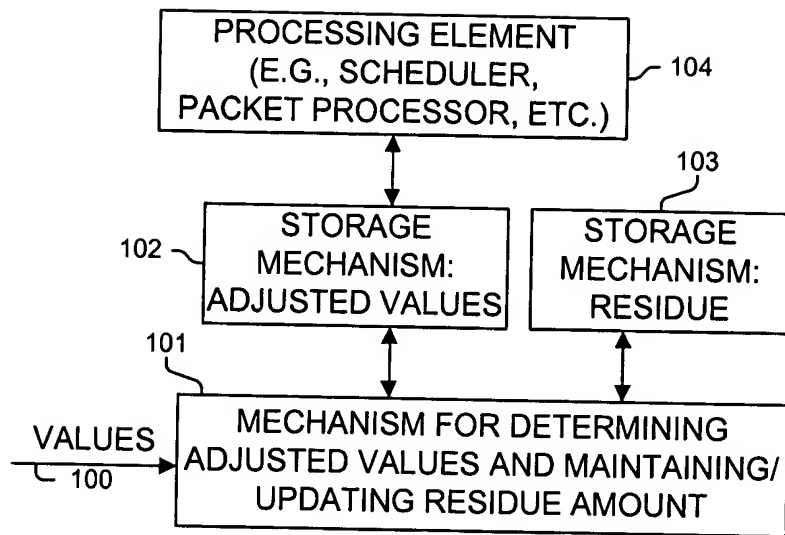 PROCESSING ELEMENT
(E.G., SCHEDULER,
PACKET PROCESSOR, ETC.)
104
103
102
STORAGE
MECHANISM:
ADJUSTED VALUES
STORAGE
MECHANISM:
RESIDUE
101
VALUES
100
MECHANISM FOR DETERMINING
ADJUSTED VALUES AND MAINTAINING/
UPDATING RESIDUE AMOUNT